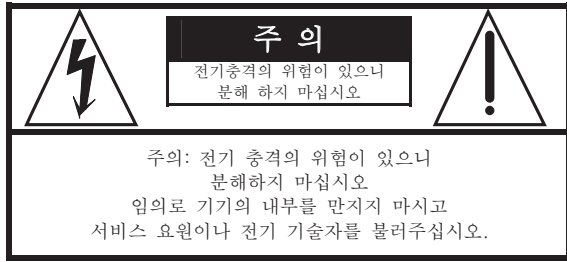 주 의
전기충격의 위험이 있으니
분해 하지 마십시오
주의: 전기 충격의 위험이 있으니
분해하지 마십시오
임의로 기기의 내부를 만지지 마시고
서비스 요원이나 전기 기술자를 불러주십시오.